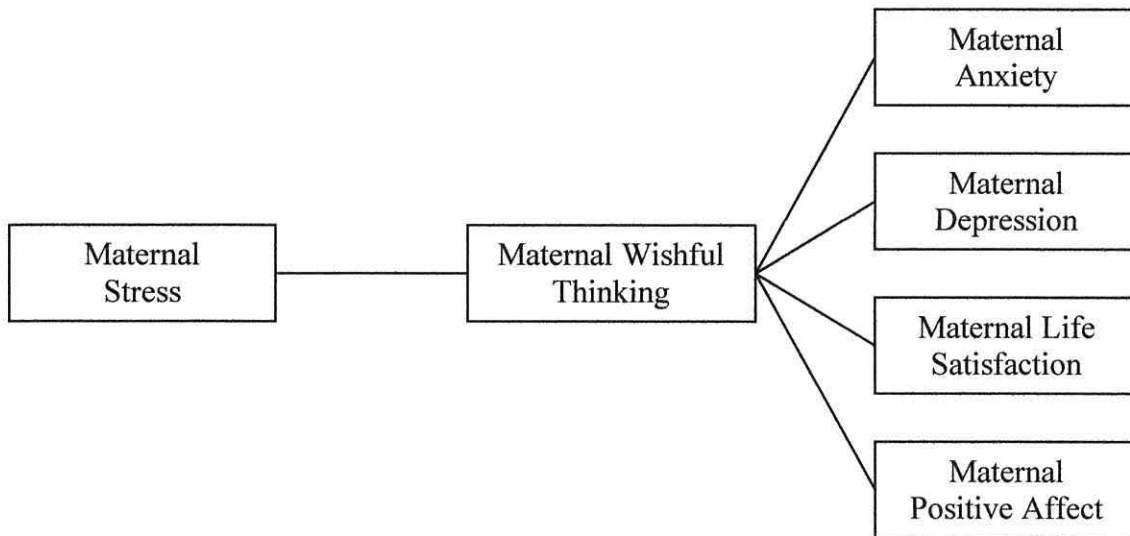 Maternal
Anxiety
Maternal
Depression
Maternal
Stress
Maternal Wishful
Thinking
Maternal Life
Satisfaction
Maternal
Positive Affect